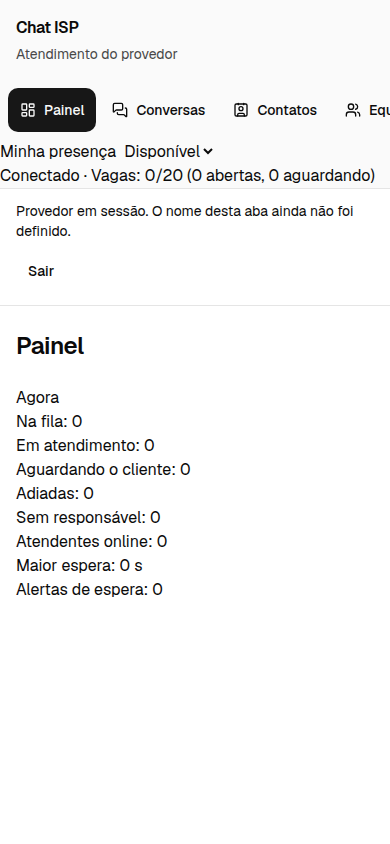 Chat ISP
Atendimento do provedor
Painel
Conversas
Contatos
Equ
Minha presença Disponível
Conectado · Vagas: 0/20 (0 abertas, 0 aguardando)
Provedor em sessão. O nome desta aba ainda não foi
definido.
Sair
Painel
Agora
Na fila: 0
Em atendimento: 0
Aguardando o cliente: 0
Adiadas: 0
Sem responsável: 0
Atendentes online: 0
Maior espera: 0 s
Alertas de espera: 0